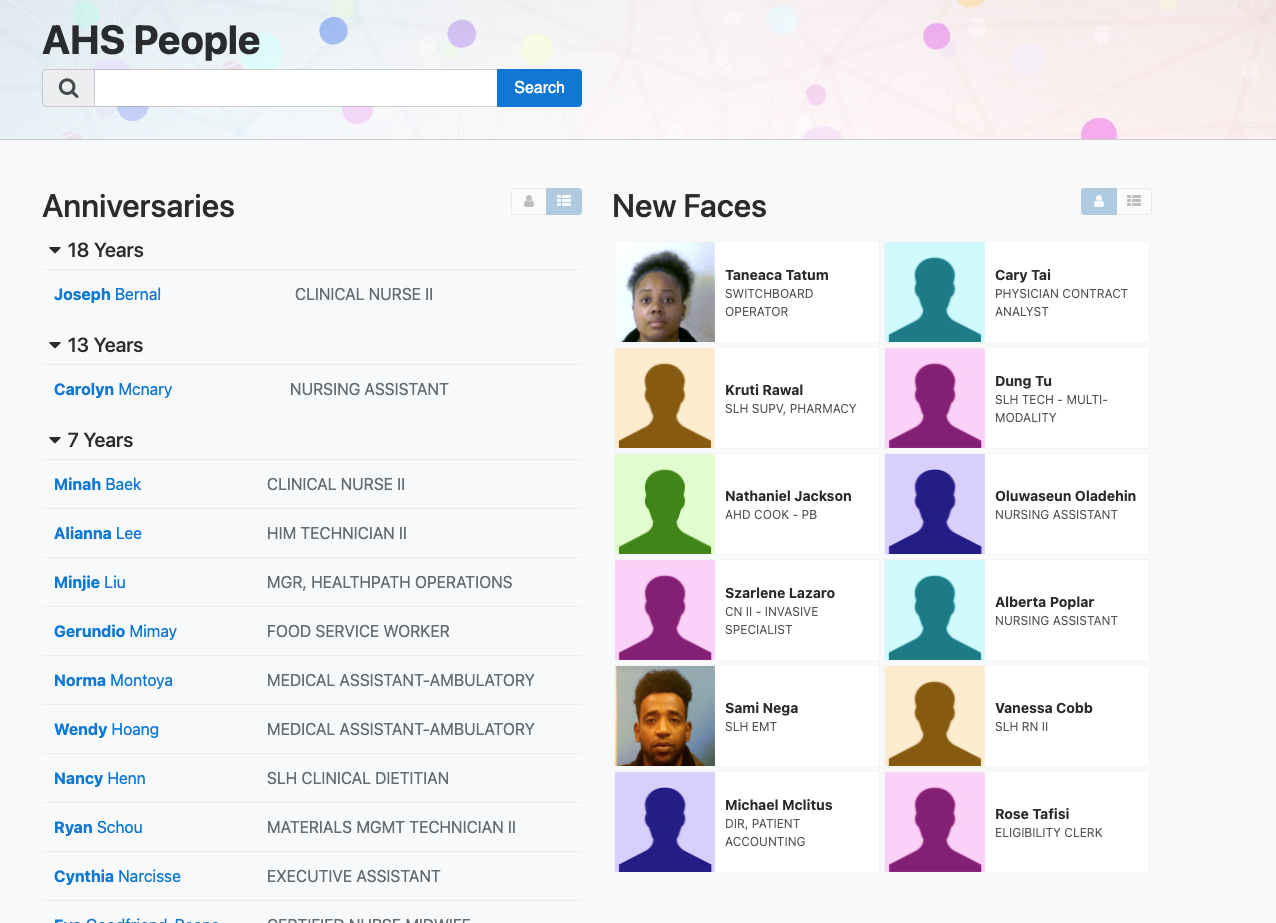 AHS People
Search
Anniversaries
18 Years
Joseph Bernal CLINICAL NURSE II
13 Years
Carolyn Mcnary NURSING ASSISTANT
7 Years
Minah Baek CLINICAL NURSE II
Alianna Lee HIM TECHNICIAN II
Minjie Liu MGR, HEALTHPATH OPERATIONS
Gerundio Mimay FOOD SERVICE WORKER
Norma Montoya MEDICAL ASSISTANT-AMBULATORY
Wendy Hoang MEDICAL ASSISTANT-AMBULATORY
Nancy Henn SLH CLINICAL DIETITIAN
Ryan Schou MATERIALS MGMT TECHNICIAN II
Cynthia Narcisse EXECUTIVE ASSISTANT
CERTIFIED NURSE MIDWIFE
New Faces
Taneaca Tatum
SWITCHBOARD
OPERATOR
Cary Tai
PHYSICIAN CONTRACT
ANALYST
Kruti Rawal
SLH SUPV, PHARMACY
Dung Tu
SLH TECH - MULTI-
MODALITY
Nathaniel Jackson
AHD COOK - PB
Oluwaseun Oladehin
NURSING ASSISTANT
Szarlene Lazaro
CN II - INVASIVE
SPECIALIST
Alberta Poplar
NURSING ASSISTANT
Sami Nega
SLH EMT
Vanessa Cobb
SLH RN II
Michael Mclitus
DIR, PATIENT
ACCOUNTING
Rose Tafisi
ELIGIBILITY CLERK